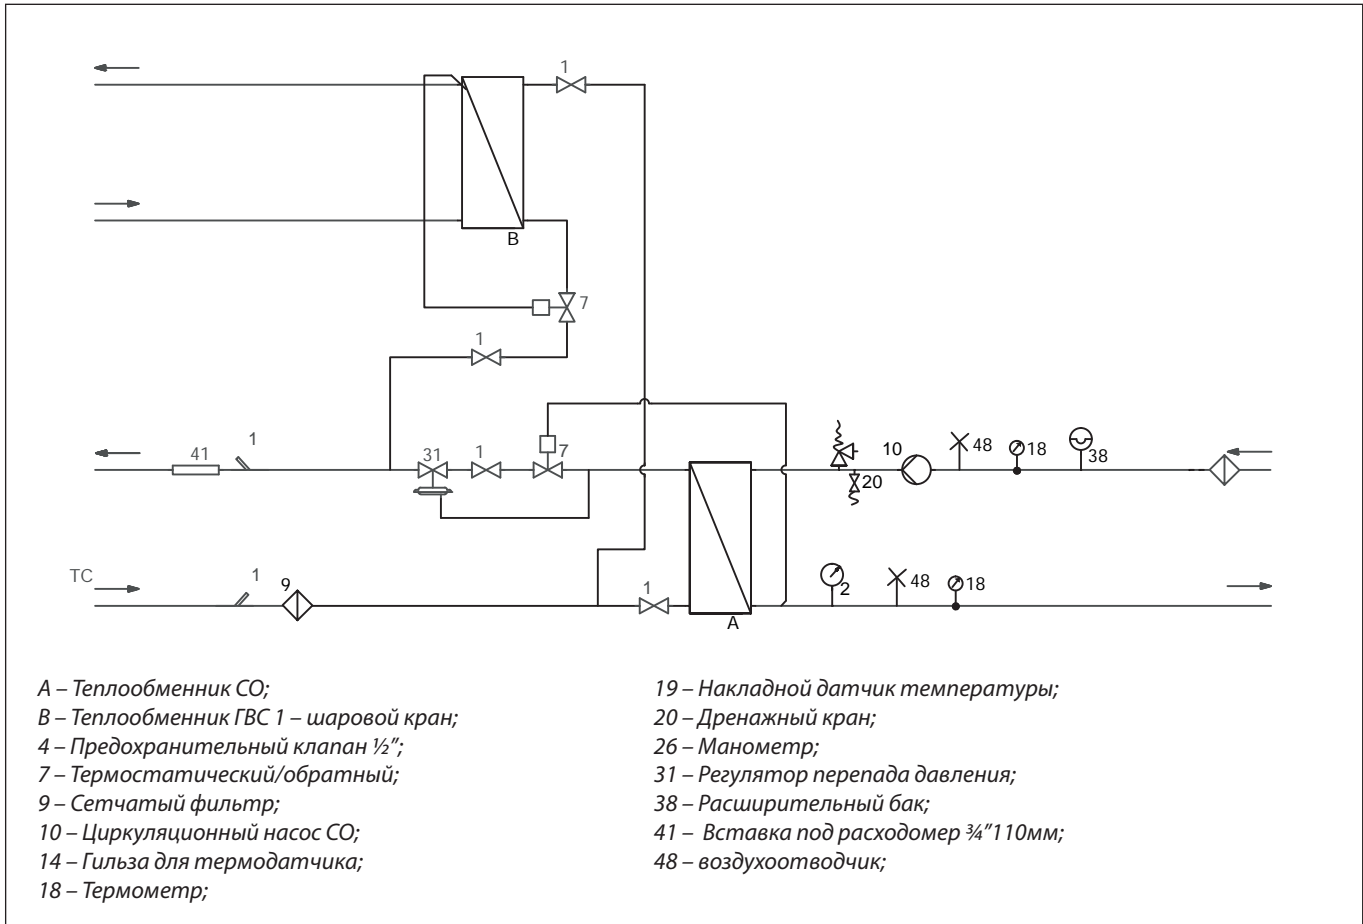 1
B
7
1
41
1
31
1
7
10
48
18
38
20
TC
1
9
1
A
2
48
18
A – Теплообменник СО;
B – Теплообменник ГВС 1 – шаровой кран;
4 – Предохранительный клапан ½”;
7 – Термостатический/обратный;
9 – Сетчатый фильтр;
10 – Циркуляционный насос СО;
14 – Гильза для термодатчика;
18 – Термометр;
19 – Накладной датчик температуры;
20 – Дренажный кран;
26 – Манометр;
31 – Регулятор перепада давления;
38 – Расширительный бак;
41 – Вставка под расходомер ¾”110мм;
48 – воздухоотводчик;